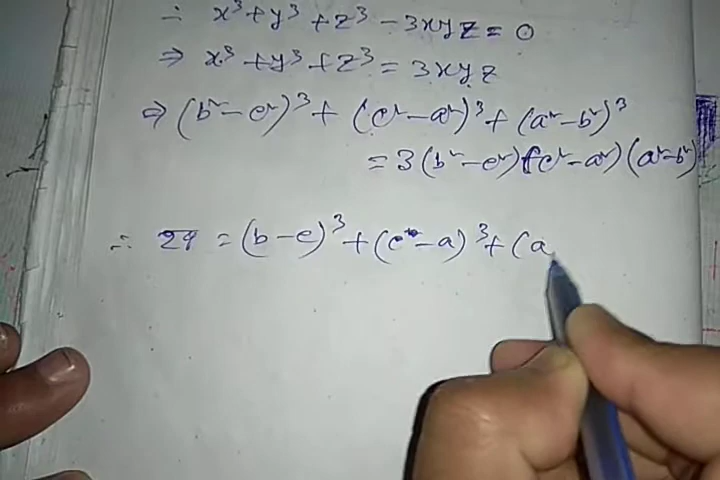 ∴ x³+y³+z³-3xyz=0
⇒ x³+y³+z³=3xyz
⇒ (b²-c²)³+(c²-a²)³+(a²-b²)³
=3(b²-c²)(c²-a²)(a²-b²)
∴ =(b-c)³+(c-a)³+(a